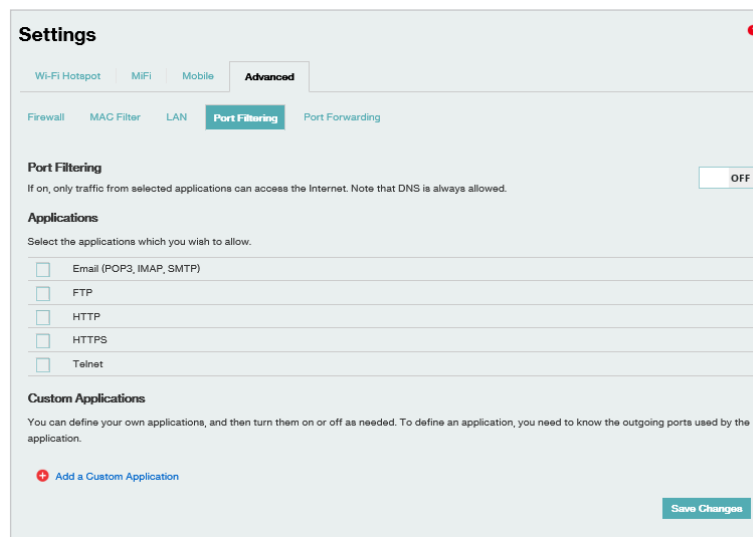 Settings
Wi-Fi Hotspot MiFi Mobile Advanced
Firewall MAC Filter LAN Port Filtering Port Forwarding
Port Filtering
If on, only traffic from selected applications can access the Internet. Note that DNS is always allowed.
OFF
Applications
Select the applications which you wish to allow.
Email (POP3, IMAP, SMTP)
FTP
HTTP
HTTPS
Telnet
Custom Applications
You can define your own applications, and then turn them on or off as needed. To define an application, you need to know the outgoing ports used by the
application.
Add a Custom Application
Save Changes